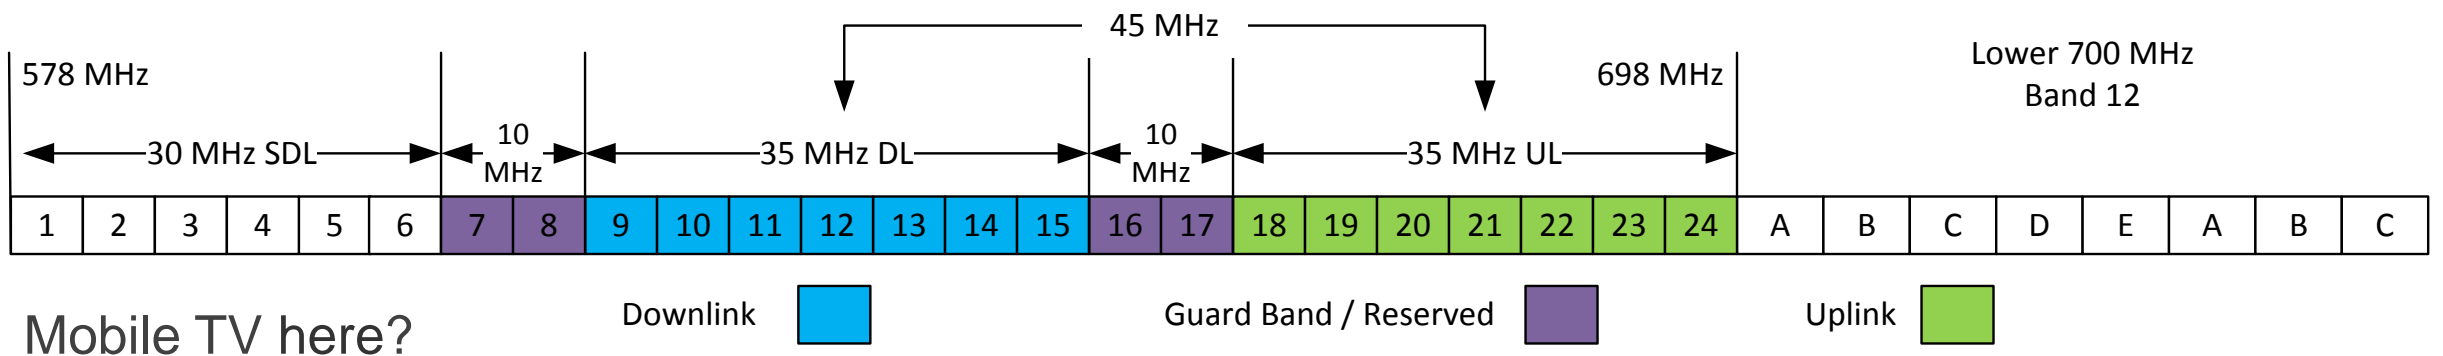 45 MHz
578 MHz
698 MHz
Lower 700 MHz
Band 12
30 MHz SDL
10
MHz
35 MHz DL
10
MHz
35 MHz UL
1 2 3 4 5 6 7 8 9 10 11 12 13 14 15 16 17 18 19 20 21 22 23 24 A B C D E A B C
Downlink
Guard Band / Reserved
Uplink
Mobile TV here?